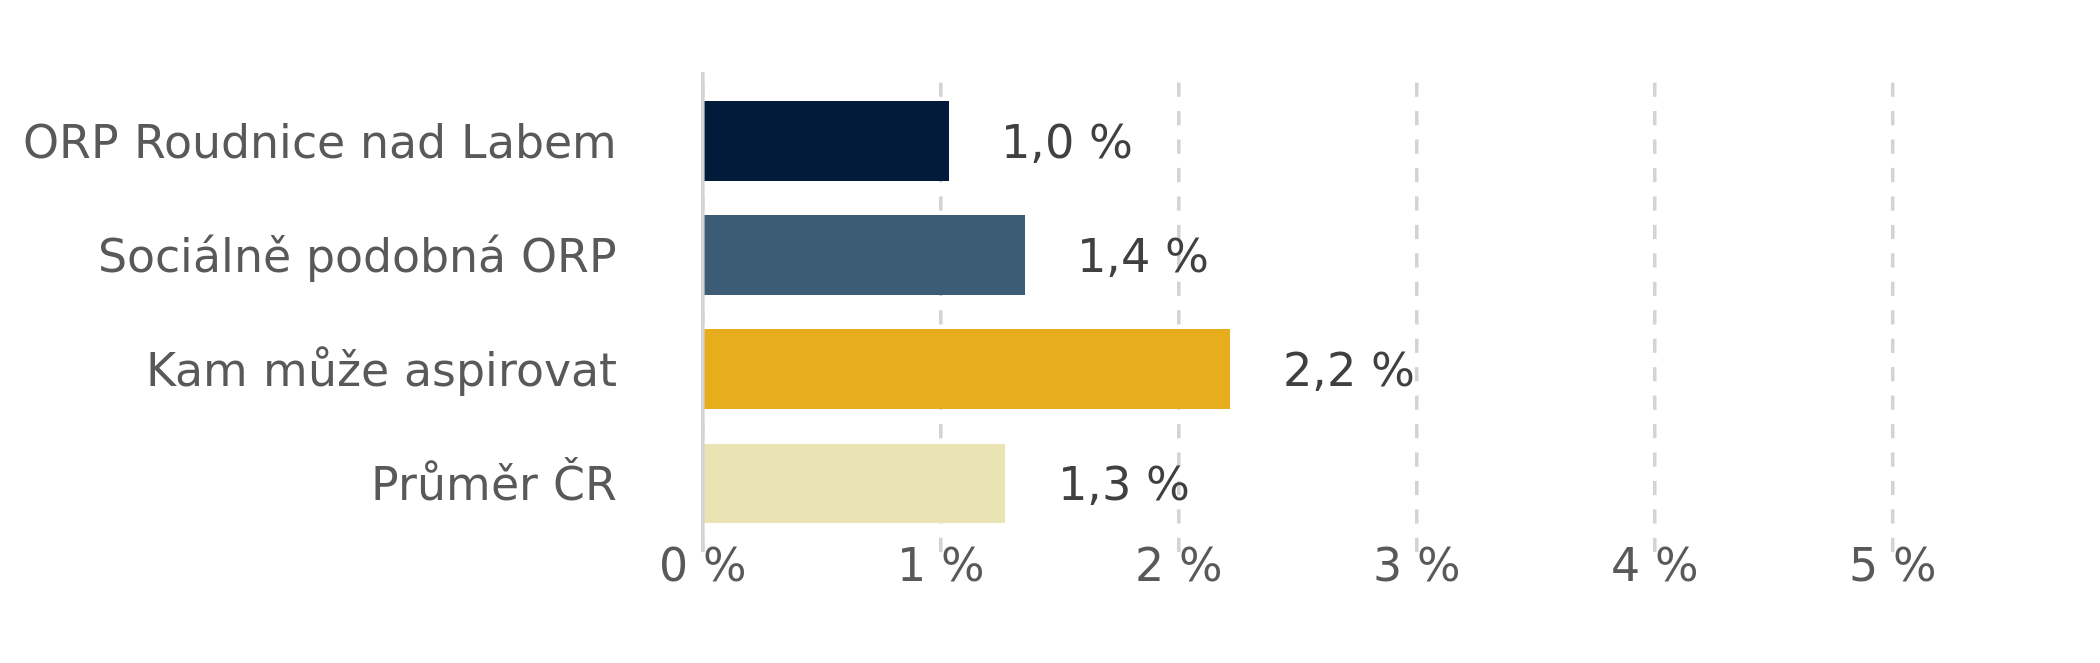 ORP Roudnice nad Labem 1,0 %
Sociálně podobná ORP 1,4 %
Kam může aspirovat 2,2 %
Průměr ČR 1,3 %
0 % 1 % 2 % 3 % 4 % 5 %